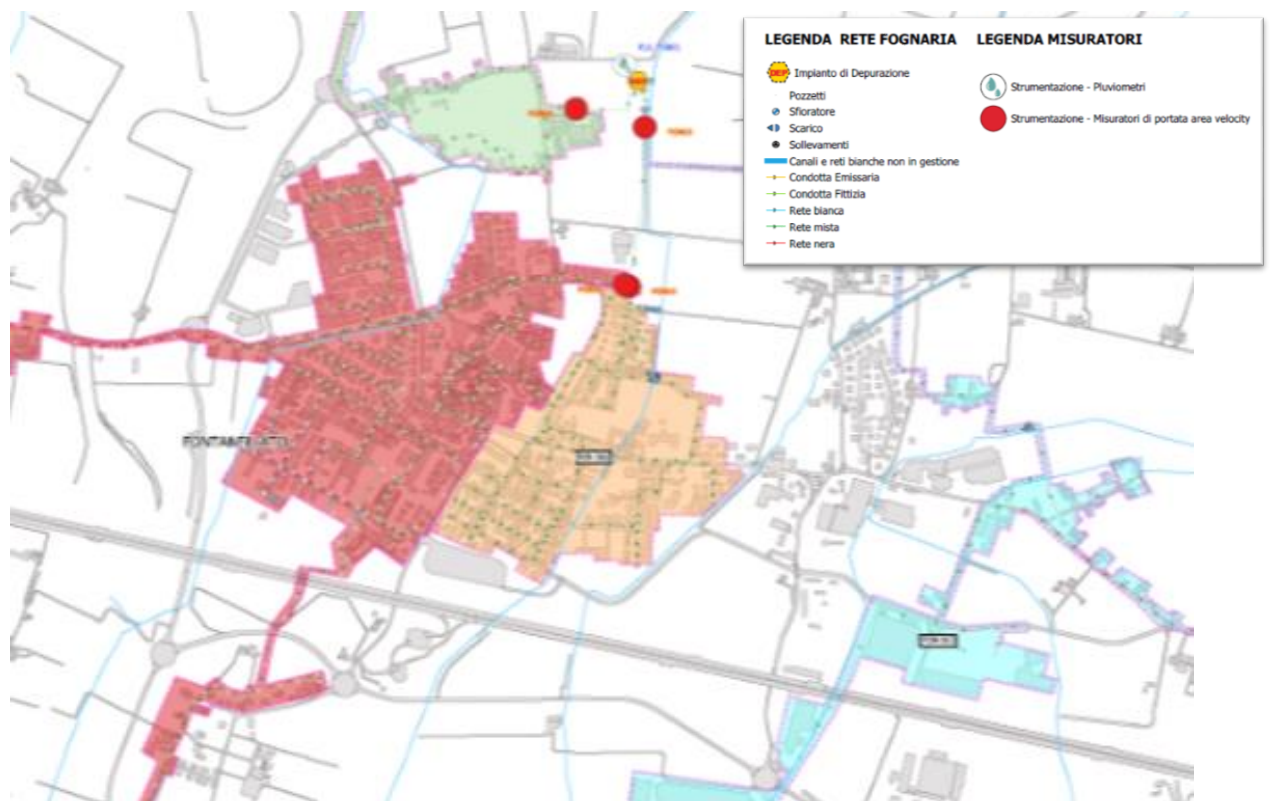 LEGENDA RETE FOGNARIA
DEP
Impianto di Depurazione
Pozzetti
Sfioratore
Scarico
Sollevamenti
Canali e reti bianche non in gestione
Condotta Emissaria
Condotta Fittizia
Rete bianca
Rete mista
Rete nera
LEGENDA MISURATORI
Strumentazione - Pluviometri
Strumentazione - Misuratori di portata area velocity